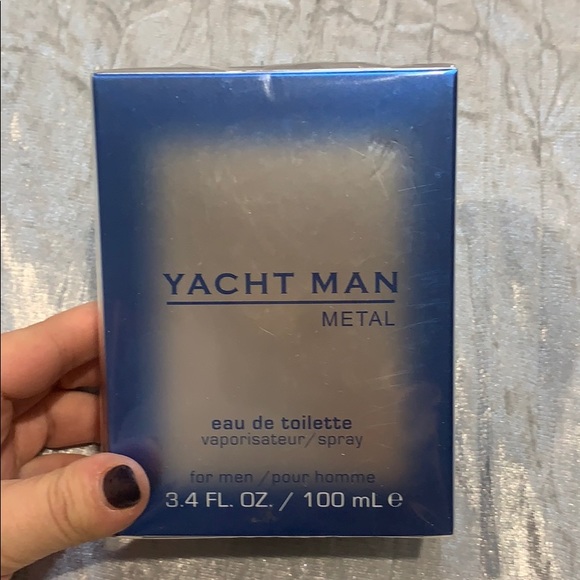 YACHT MAN
METAL
eau de toilette
vaporisateur/spray
for men /pour homme
3.4 FL. OZ. / 100 mL ℮